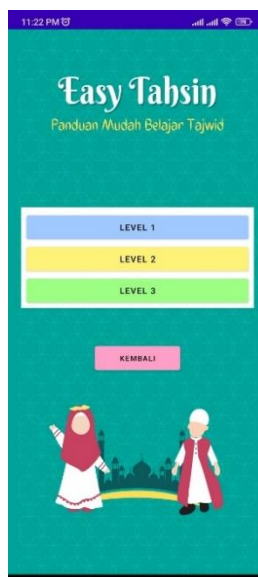 11:22 PM
Easy Tahsin
Panduan Mudah Belajar Tajwid
LEVEL 1
LEVEL 2
LEVEL 3
KEMBALI